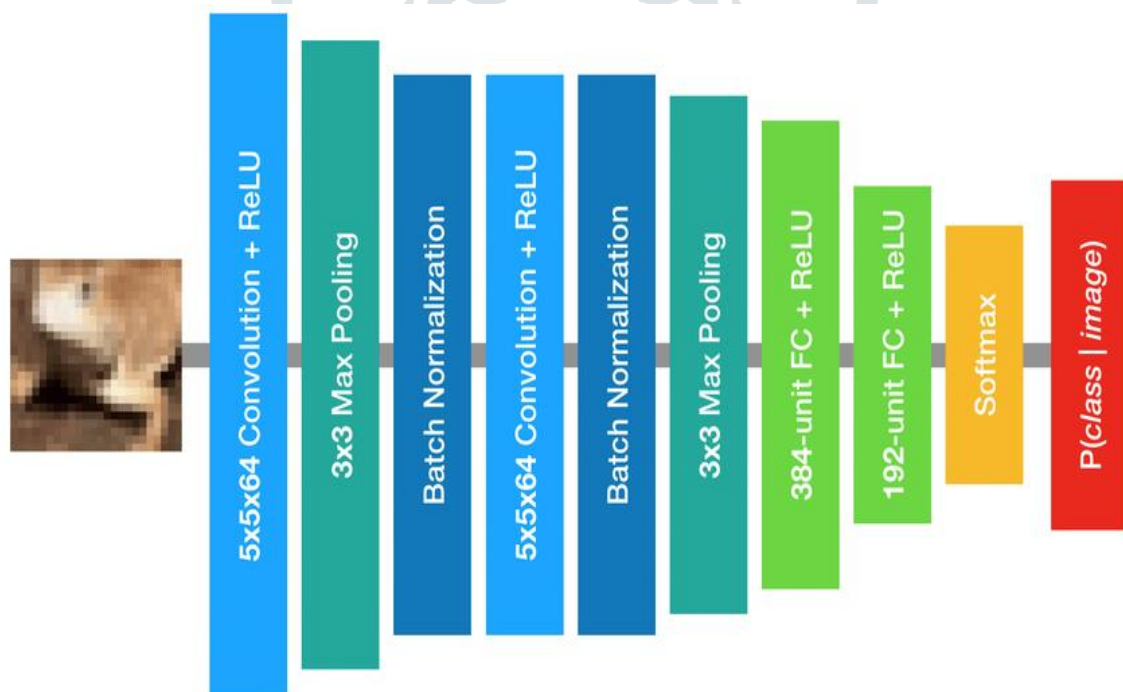 5x5x64 Convolution + ReLU
3x3 Max Pooling
Batch Normalization
5x5x64 Convolution + ReLU
Batch Normalization
3x3 Max Pooling
384-unit FC + ReLU
192-unit FC + ReLU
Softmax
P(class | image)